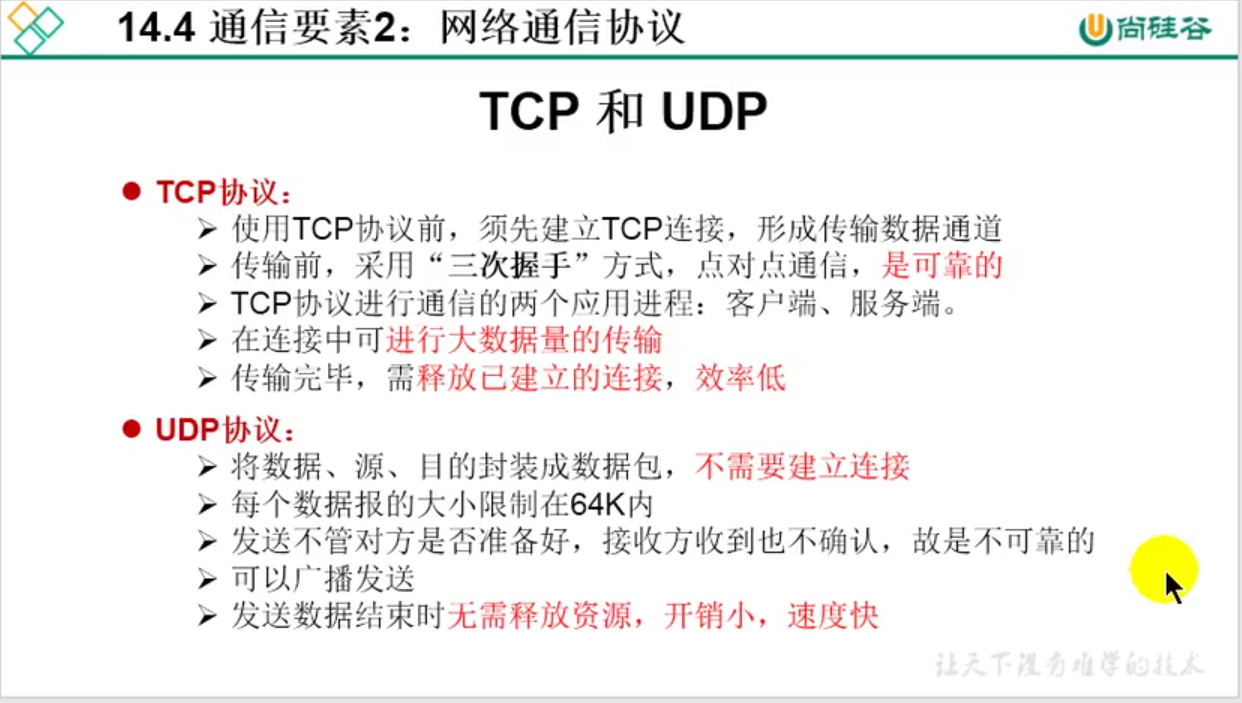 14.4 通信要素2：网络通信协议
尚硅谷
TCP 和 UDP
TCP协议：
使用TCP协议前，须先建立TCP连接，形成传输数据通道
传输前，采用“三次握手”方式，点对点通信，是可靠的
TCP协议进行通信的两个应用进程：客户端、服务端。
在连接中可进行大数据量的传输
传输完毕，需释放已建立的连接，效率低
UDP协议：
将数据、源、目的封装成数据包，不需要建立连接
每个数据报的大小限制在64K内
发送不管对方是否准备好，接收方收到也不确认，故是不可靠的
可以广播发送
发送数据结束时无需释放资源，开销小，速度快
让天下没有难学的技术